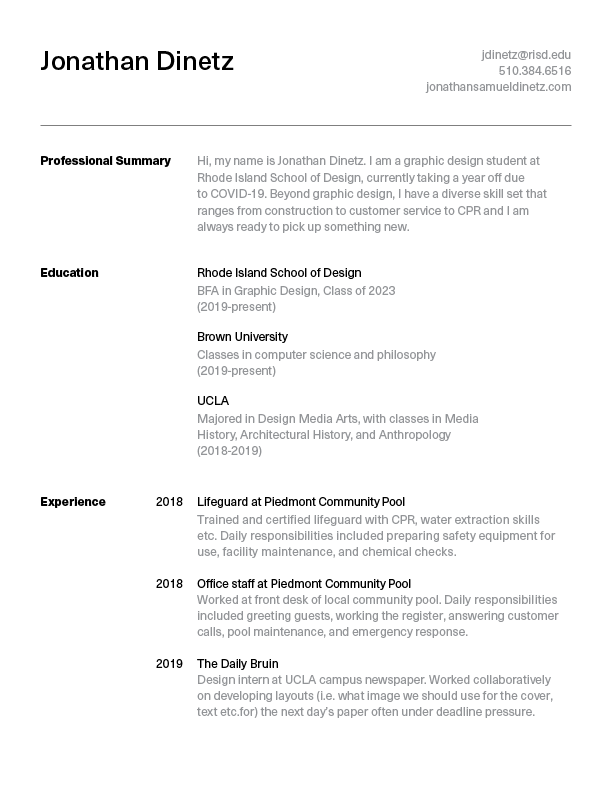 Jonathan Dinetz
jdinetz@risd.edu
510.384.6516
jonathansamueldinetz.com
Professional Summary
Hi, my name is Jonathan Dinetz. I am a graphic design student at
Rhode Island School of Design, currently taking a year off due
to COVID-19. Beyond graphic design, I have a diverse skill set that
ranges from construction to customer service to CPR and I am
always ready to pick up something new.
Education
Rhode Island School of Design
BFA in Graphic Design, Class of 2023
(2019-present)
Brown University
Classes in computer science and philosophy
(2019-present)
UCLA
Majored in Design Media Arts, with classes in Media
History, Architectural History, and Anthropology
(2018-2019)
Experience
2018 Lifeguard at Piedmont Community Pool
Trained and certified lifeguard with CPR, water extraction skills
etc. Daily responsibilities included preparing safety equipment for
use, facility maintenance, and chemical checks.
2018 Office staff at Piedmont Community Pool
Worked at front desk of local community pool. Daily responsibilities
included greeting guests, working the register, answering customer
calls, pool maintenance, and emergency response.
2019 The Daily Bruin
Design intern at UCLA campus newspaper. Worked collaboratively
on developing layouts (i.e. what image we should use for the cover,
text etc.for) the next day's paper often under deadline pressure.